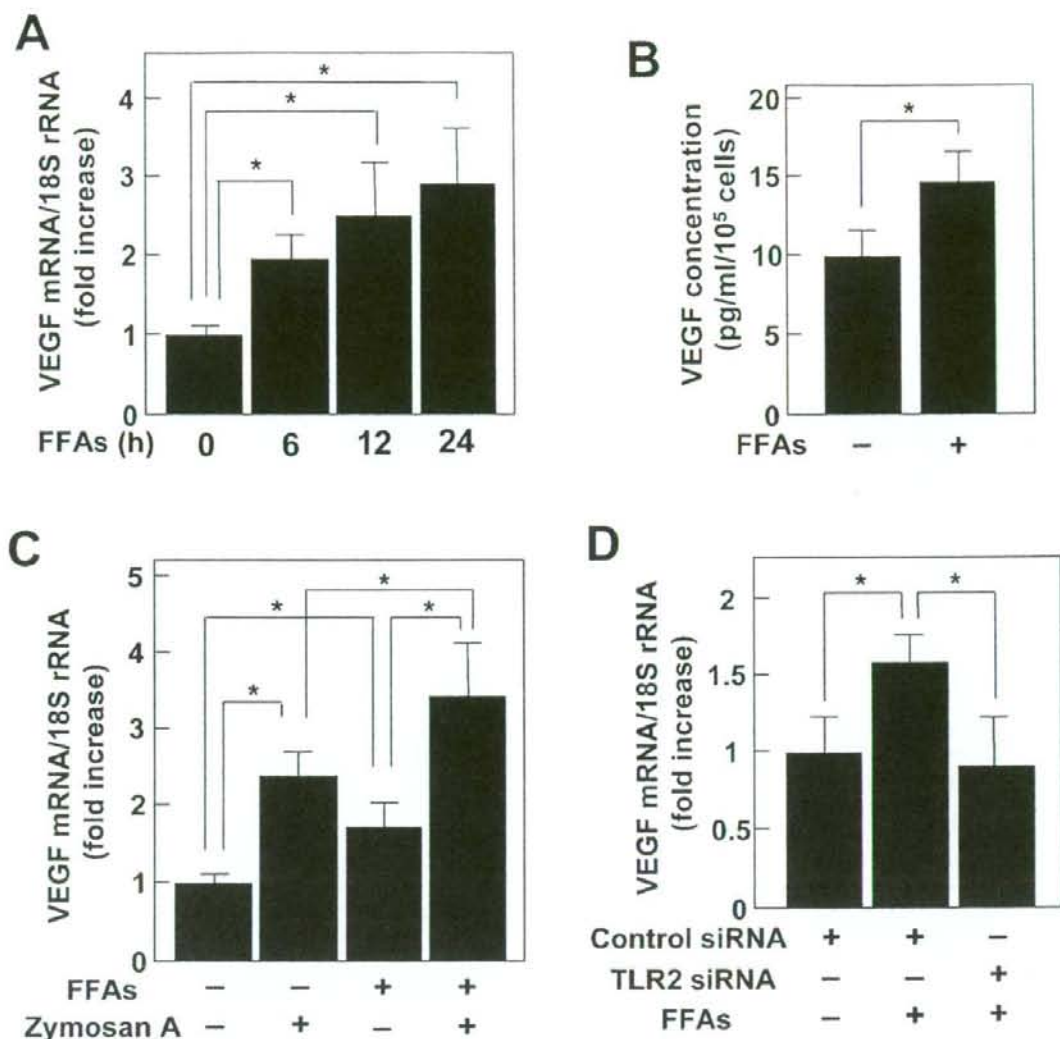 A
VEGF mRNA/18S rRNA
(fold increase)
4
3
2
1
0
* * *
FFAs (h) 0 6 12 24
B
VEGF concentration
(pg/ml/10⁵ cells)
20
15
10
5
0
*
FFAs – +
C
VEGF mRNA/18S rRNA
(fold increase)
5
4
3
2
1
0
* * * *
FFAs – – + +
Zymosan A – + – +
D
VEGF mRNA/18S rRNA
(fold increase)
2
1.5
1
0.5
0
* *
Control siRNA + + –
TLR2 siRNA – – +
FFAs – + +